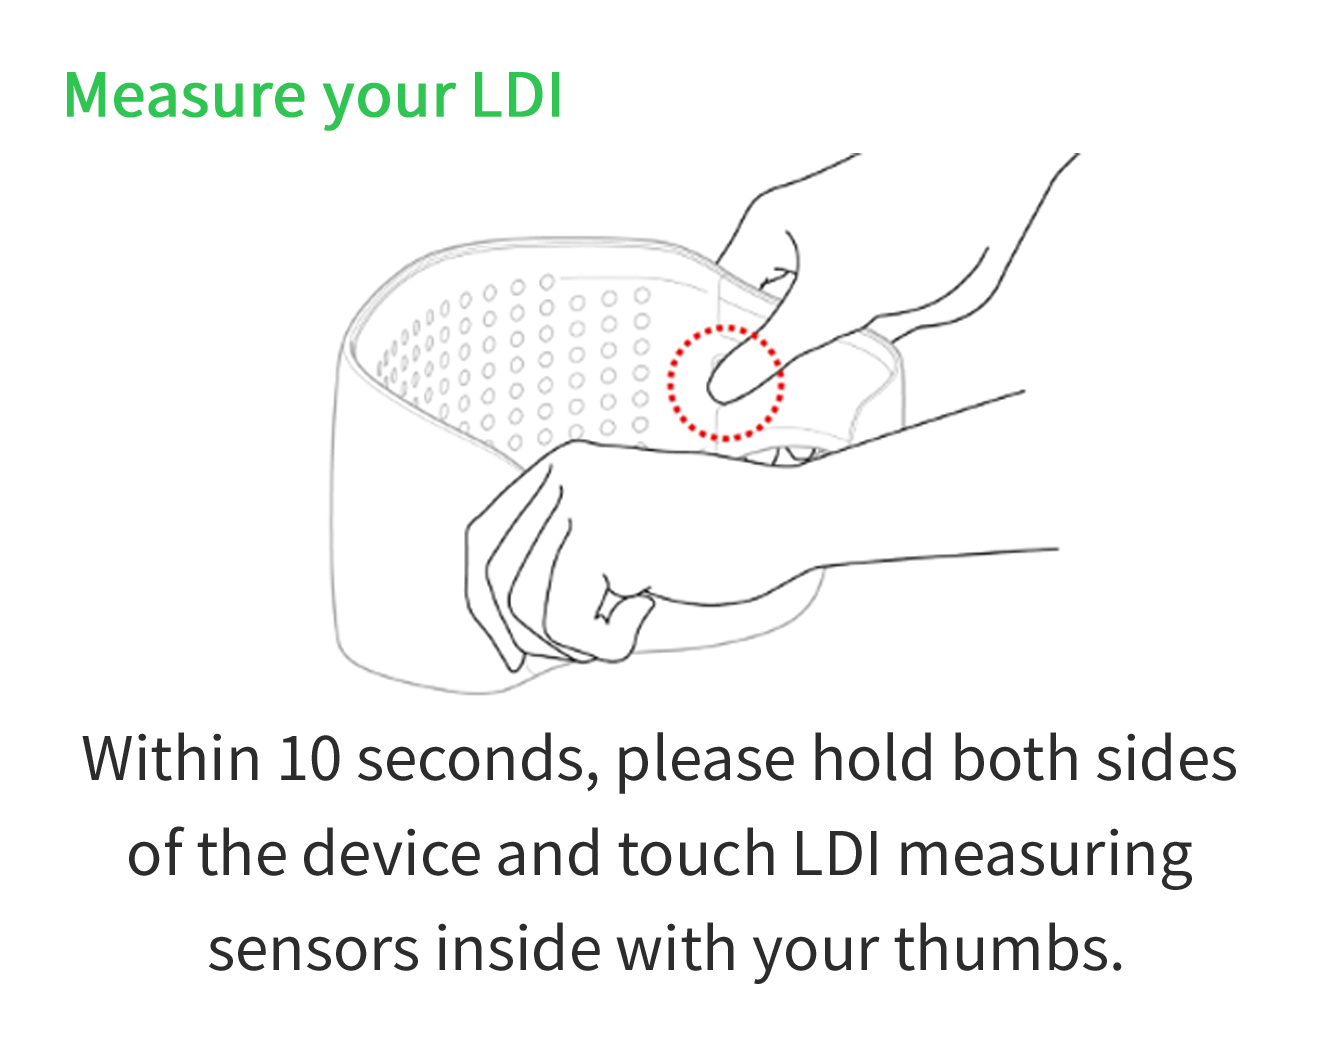 Measure your LDI
Within 10 seconds, please hold both sides
of the device and touch LDI measuring
sensors inside with your thumbs.